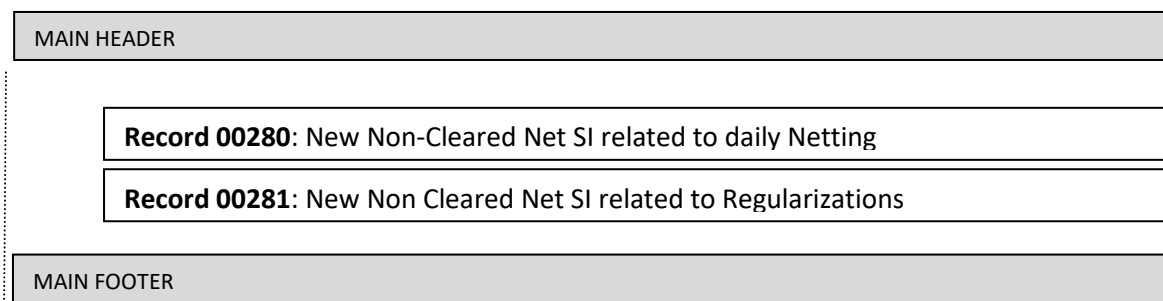 MAIN HEADER
Record 00280: New Non-Cleared Net SI related to daily Netting
Record 00281: New Non Cleared Net SI related to Regularizations
MAIN FOOTER